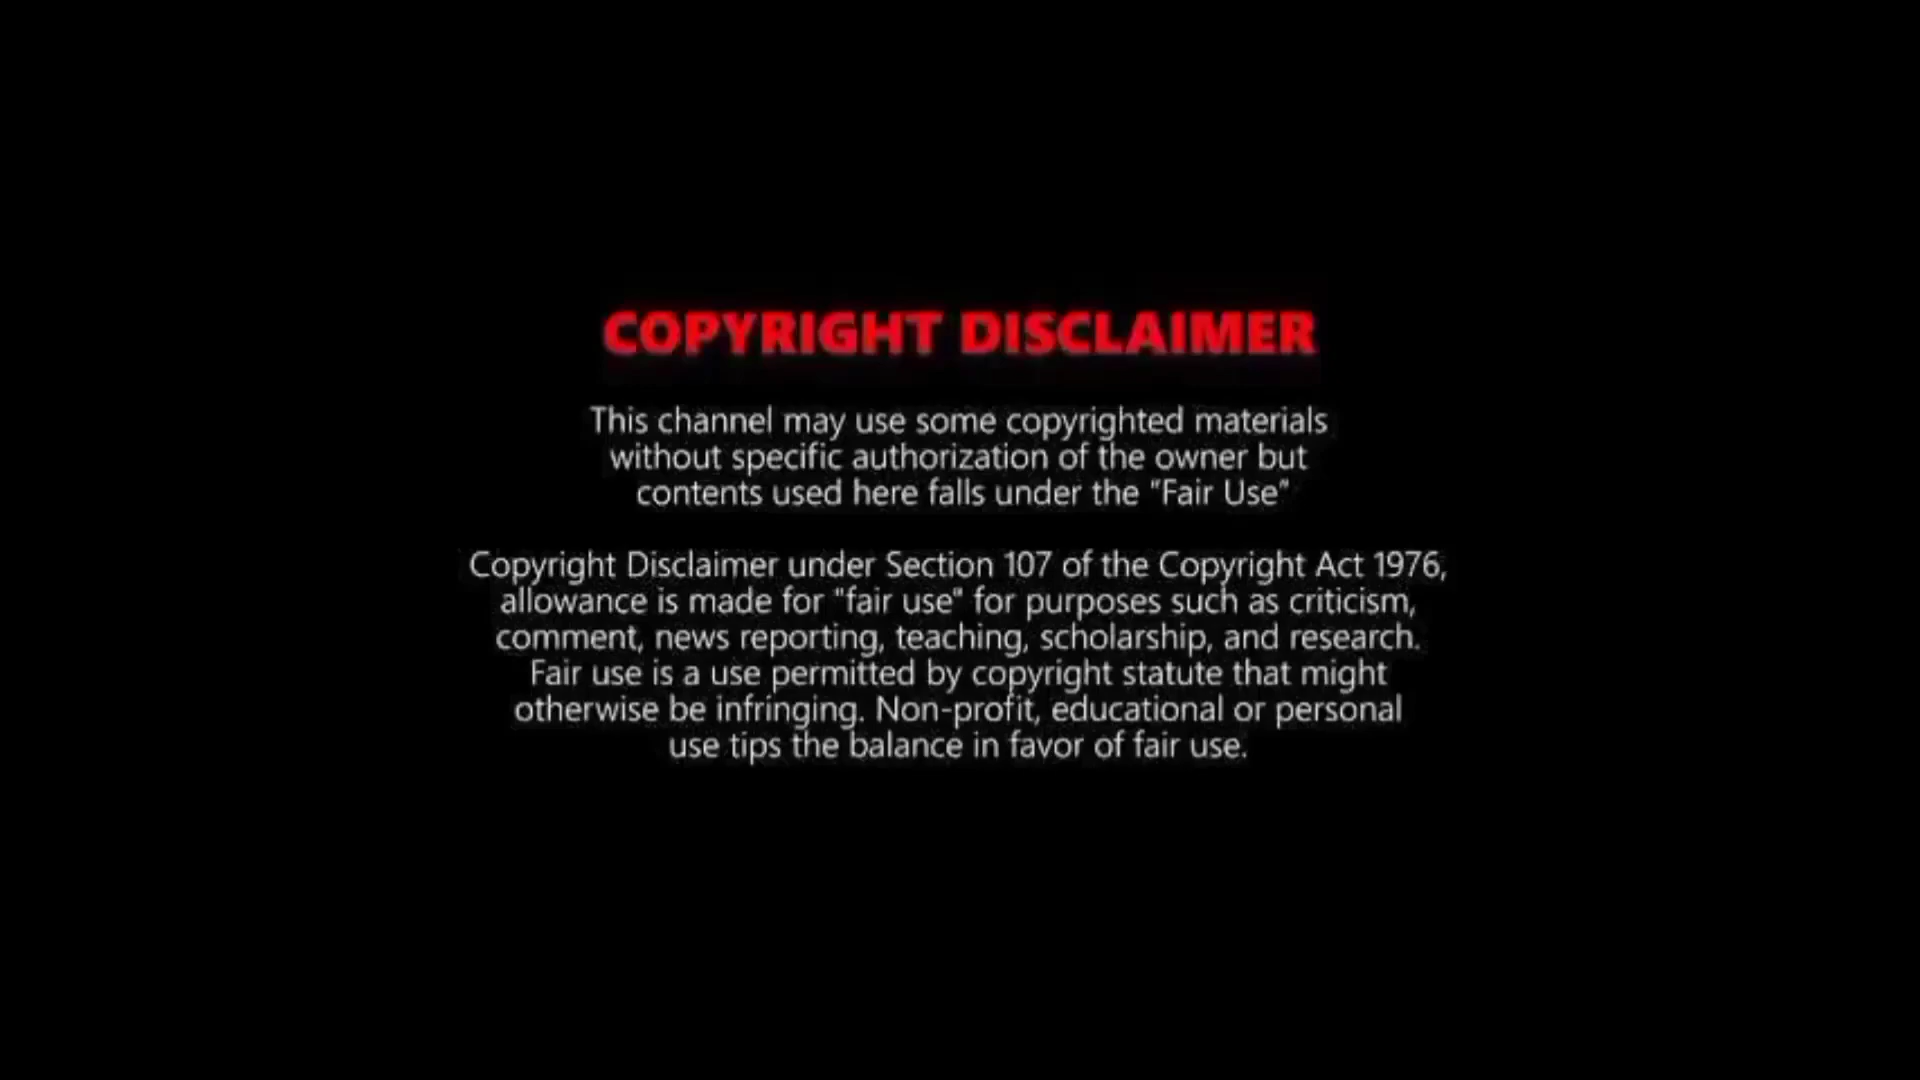 COPYRIGHT DISCLAIMER
This channel may use some copyrighted materials
without specific authorization of the owner but
contents used here falls under the "Fair Use"
Copyright Disclaimer under Section 107 of the Copyright Act 1976,
allowance is made for "fair use" for purposes such as criticism,
comment, news reporting, teaching, scholarship, and research.
Fair use is a use permitted by copyright statute that might
otherwise be infringing. Non-profit, educational or personal
use tips the balance in favor of fair use.